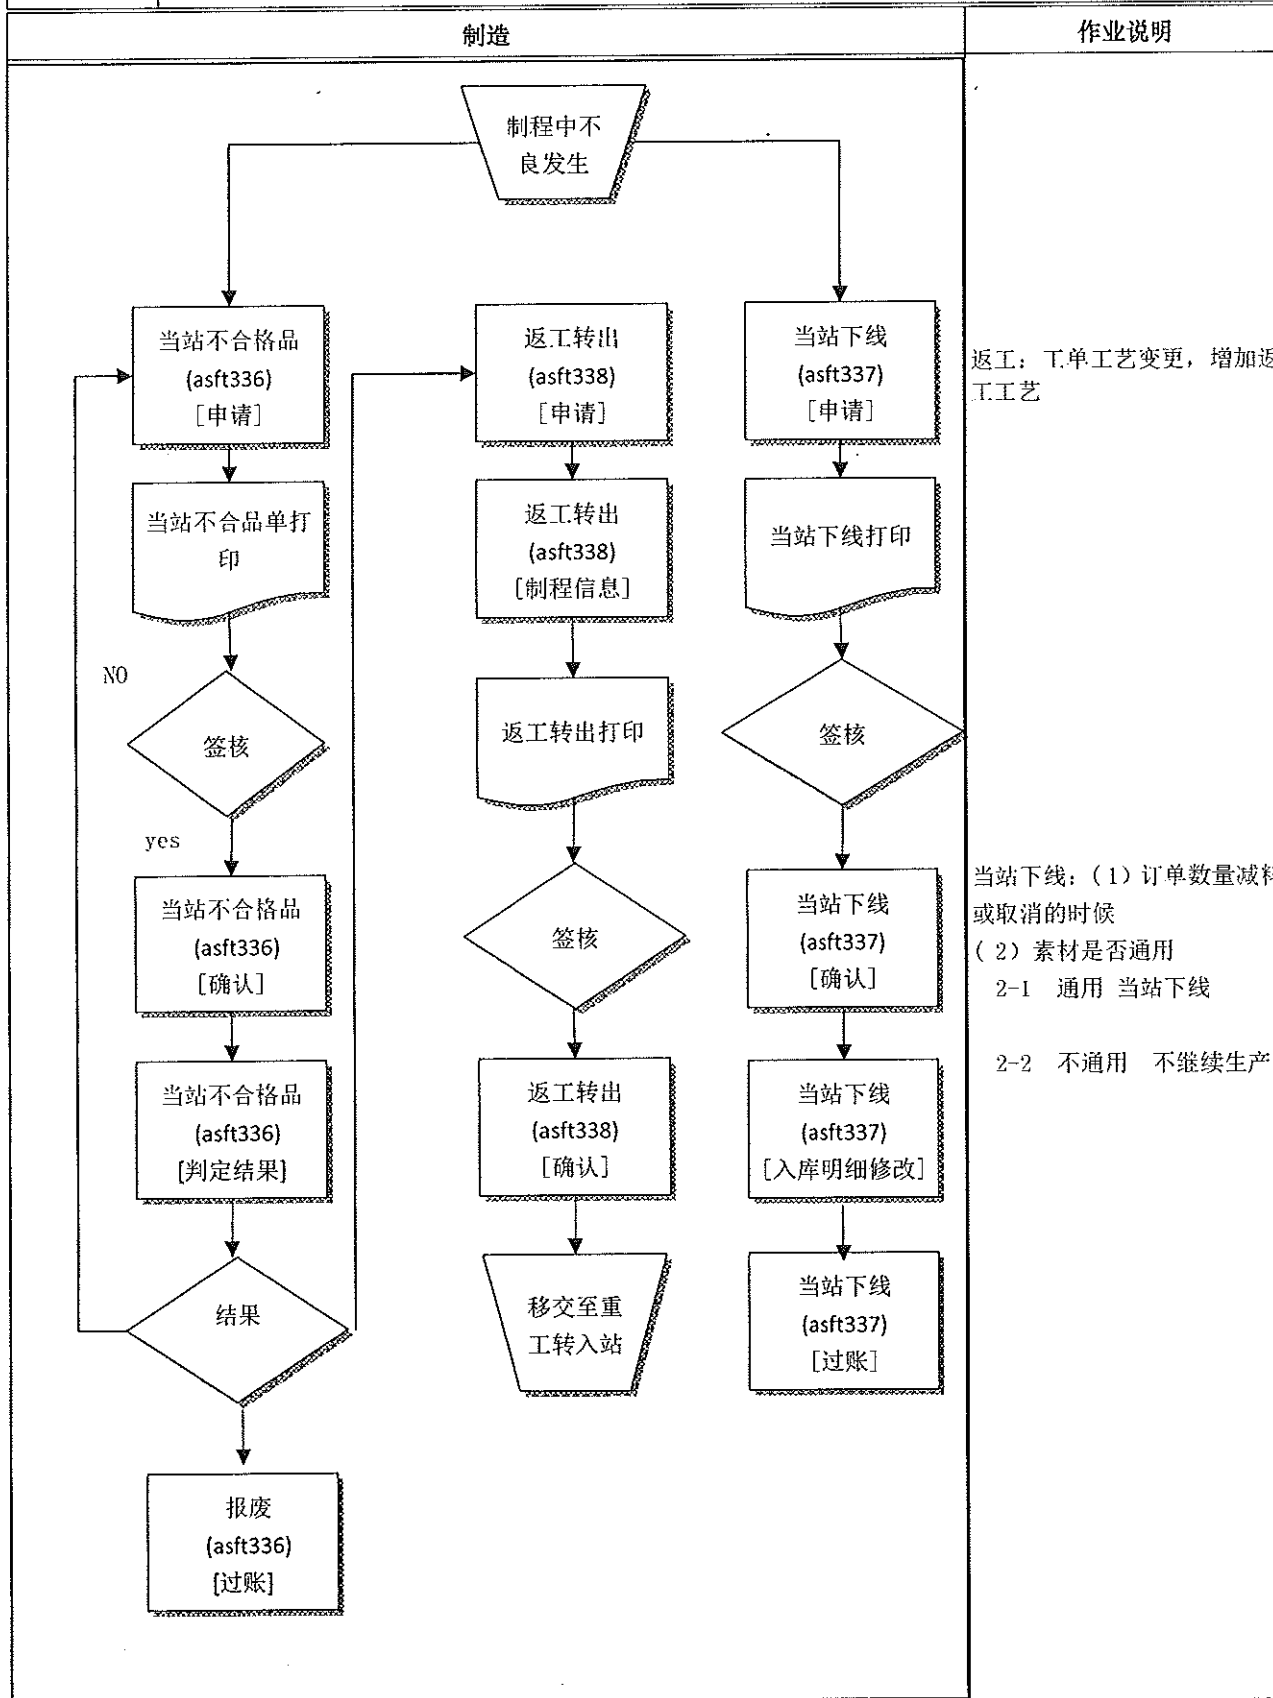 制造
作业说明
制程中不
良发生
当站不合格品
(asft336)
[申请]
返工转出
(asft338)
[申请]
当站下线
(asft337)
[申请]
返工：工单工艺变更，增加返
工工艺
当站不合品单打
印
返工转出
(asft338)
[制程信息]
当站下线打印
NO
签核
返工转出打印
签核
yes
当站不合格品
(asft336)
[确认]
签核
当站下线
(asft337)
[确认]
当站下线：（1）订单数量减
或取消的时候
（2）素材是否通用
2-1 通用 当站下线
2-2 不通用 不继续生产
当站不合格品
(asft336)
[判定结果]
返工转出
(asft338)
[确认]
当站下线
(asft337)
[入库明细修改]
结果
移交至重
工转入站
当站下线
(asft337)
[过账]
报废
(asft336)
[过账]